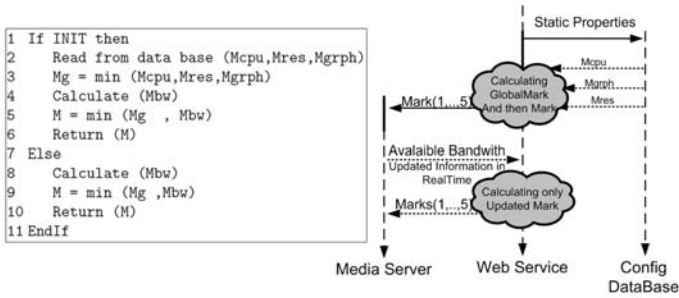 1 If INIT then
2 Read from data base (Mcpu,Mres,Mgrph)
3 Mg = min (Mcpu,Mres,Mgrph)
4 Calculate (Mbw)
5 M = min (Mg , Mbw)
6 Return (M)
7 Else
8 Calculate (Mbw)
9 M = min (Mg ,Mbw)
10 Return (M)
11 EndIf
Static Properties
Mcpu
Calculating
GlobalMark
And then Mark
Mgrph
Mres
Mark(1,...,5)
Avalaible Bandwith
Updated Information in
RealTime
Calculating only
Updated Mark
Marks(1,..,5)
Media Server
Web Service
Config
DataBase